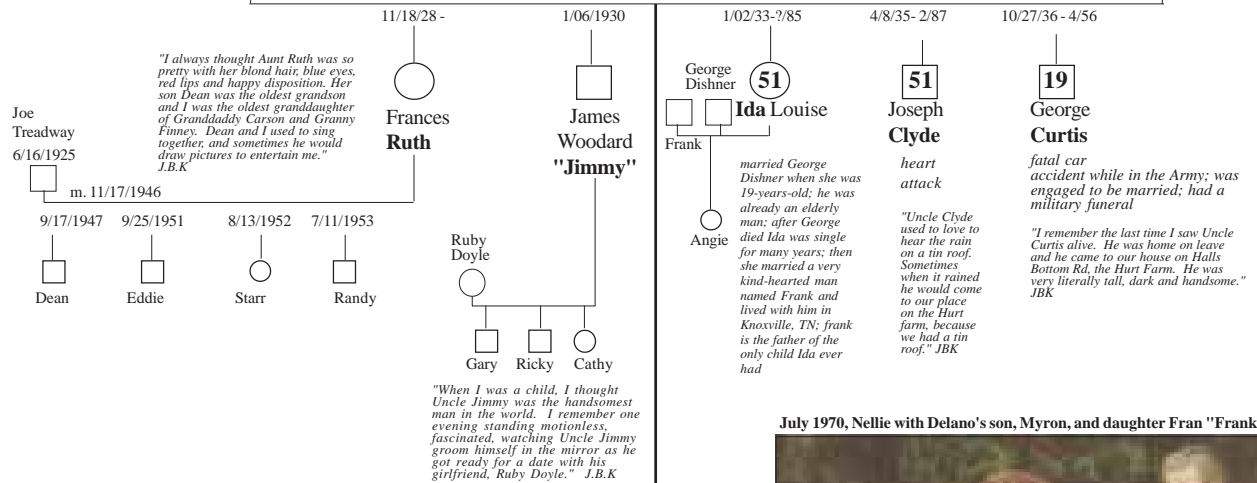 11/18/28 -
1/06/1930
1/02/33-?/85
4/8/35- 2/87
10/27/36 - 4/56
"I always thought Aunt Ruth was so
pretty with her blond hair, blue eyes,
red lips and happy disposition. Her
son Dean was the oldest grandson
and I was the oldest granddaughter
of Granddaddy Carson and Granny
Finney. Dean and I used to sing
together, and sometimes he would
draw pictures to entertain me."
J.B.K
Joe
Treadway
6/16/1925
m. 11/17/1946
Frances
Ruth
James
Woodard
"Jimmy"
9/17/1947
9/25/1951
8/13/1952
7/11/1953
Dean
Eddie
Starr
Randy
Ruby
Doyle
Gary
Ricky
Cathy
"When I was a child, I thought
Uncle Jimmy was the handsomest
man in the world. I remember one
evening standing motionless,
fascinated, watching Uncle Jimmy
groom himself in the mirror as he
got ready for a date with his
girlfriend, Ruby Doyle." J.B.K
George
Dishner
51
Ida Louise
Frank
Angie
married George
Dishner when she was
19-years-old; he was
already an elderly
man; after George
died Ida was single
for many years; then
she married a very
kind-hearted man
named Frank and
lived with him in
Knoxville, TN; frank
is the father of the
only child Ida ever
had
51
Joseph
Clyde
heart
attack
"Uncle Clyde
used to love to
hear the rain
on a tin roof.
Sometimes
when it rained
he would come
to our place
on the Hurt
farm, because
we had a tin
roof." JBK
19
George
Curtis
fatal car
accident while in the Army; was
engaged to be married; had a
military funeral
"I remember the last time I saw Uncle
Curtis alive. He was home on leave
and he came to our house on Halls
Bottom Rd, the Hurt Farm. He was
very literally tall, dark and handsome."
JBK
July 1970, Nellie with Delano's son, Myron, and daughter Fran "Frank